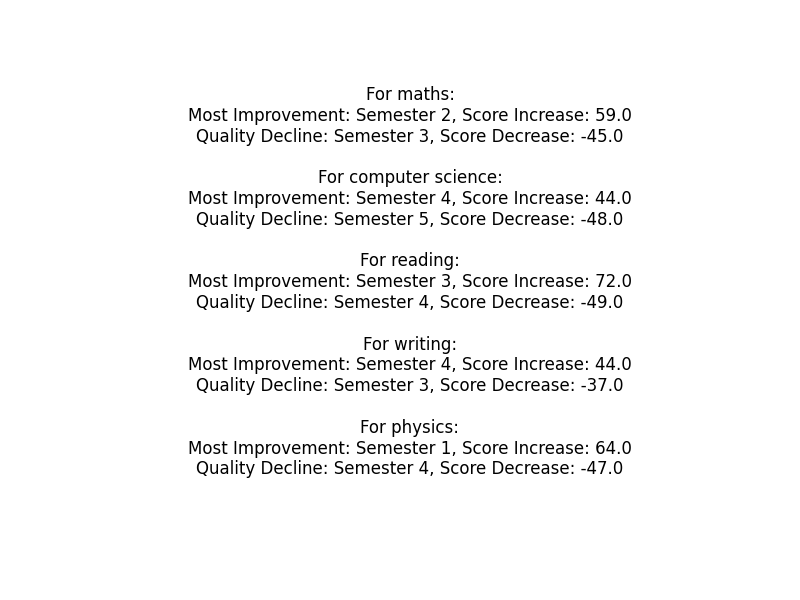 For maths:
Most Improvement: Semester 2, Score Increase: 59.0
Quality Decline: Semester 3, Score Decrease: -45.0
For computer science:
Most Improvement: Semester 4, Score Increase: 44.0
Quality Decline: Semester 5, Score Decrease: -48.0
For reading:
Most Improvement: Semester 3, Score Increase: 72.0
Quality Decline: Semester 4, Score Decrease: -49.0
For writing:
Most Improvement: Semester 4, Score Increase: 44.0
Quality Decline: Semester 3, Score Decrease: -37.0
For physics:
Most Improvement: Semester 1, Score Increase: 64.0
Quality Decline: Semester 4, Score Decrease: -47.0